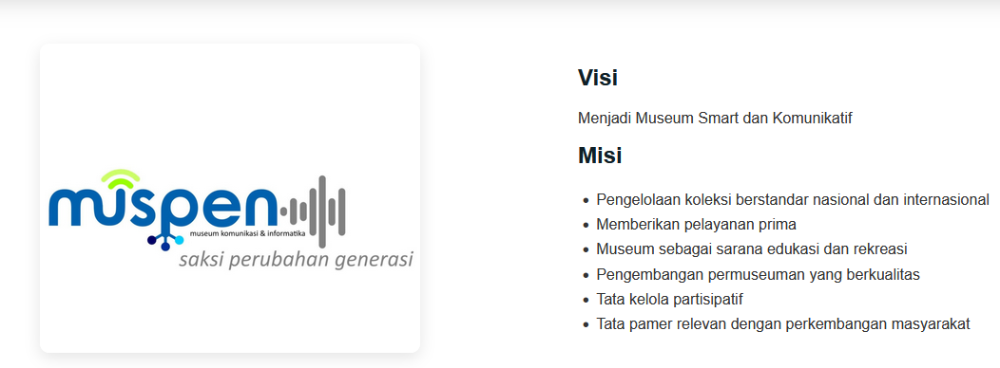 muspen
museum komunikasi & informatika
saksi perubahan generasi
Visi
Menjadi Museum Smart dan Komunikatif
Misi
Pengelolaan koleksi berstandar nasional dan internasional
Memberikan pelayanan prima
Museum sebagai sarana edukasi dan rekreasi
Pengembangan permuseuman yang berkualitas
Tata kelola partisipatif
Tata pamer relevan dengan perkembangan masyarakat